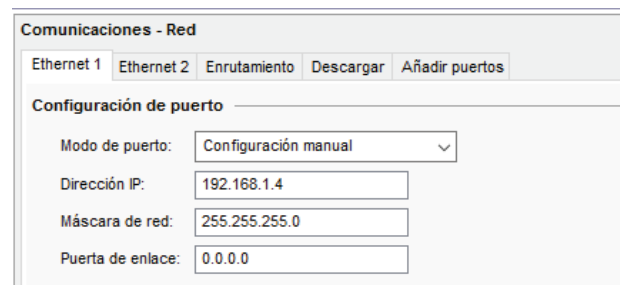 Comunicaciones - Red
Ethernet 1 Ethernet 2 Enrutamiento Descargar Añadir puertos
Configuración de puerto
Modo de puerto: Configuración manual
Dirección IP: 192.168.1.4
Máscara de red: 255.255.255.0
Puerta de enlace: 0.0.0.0